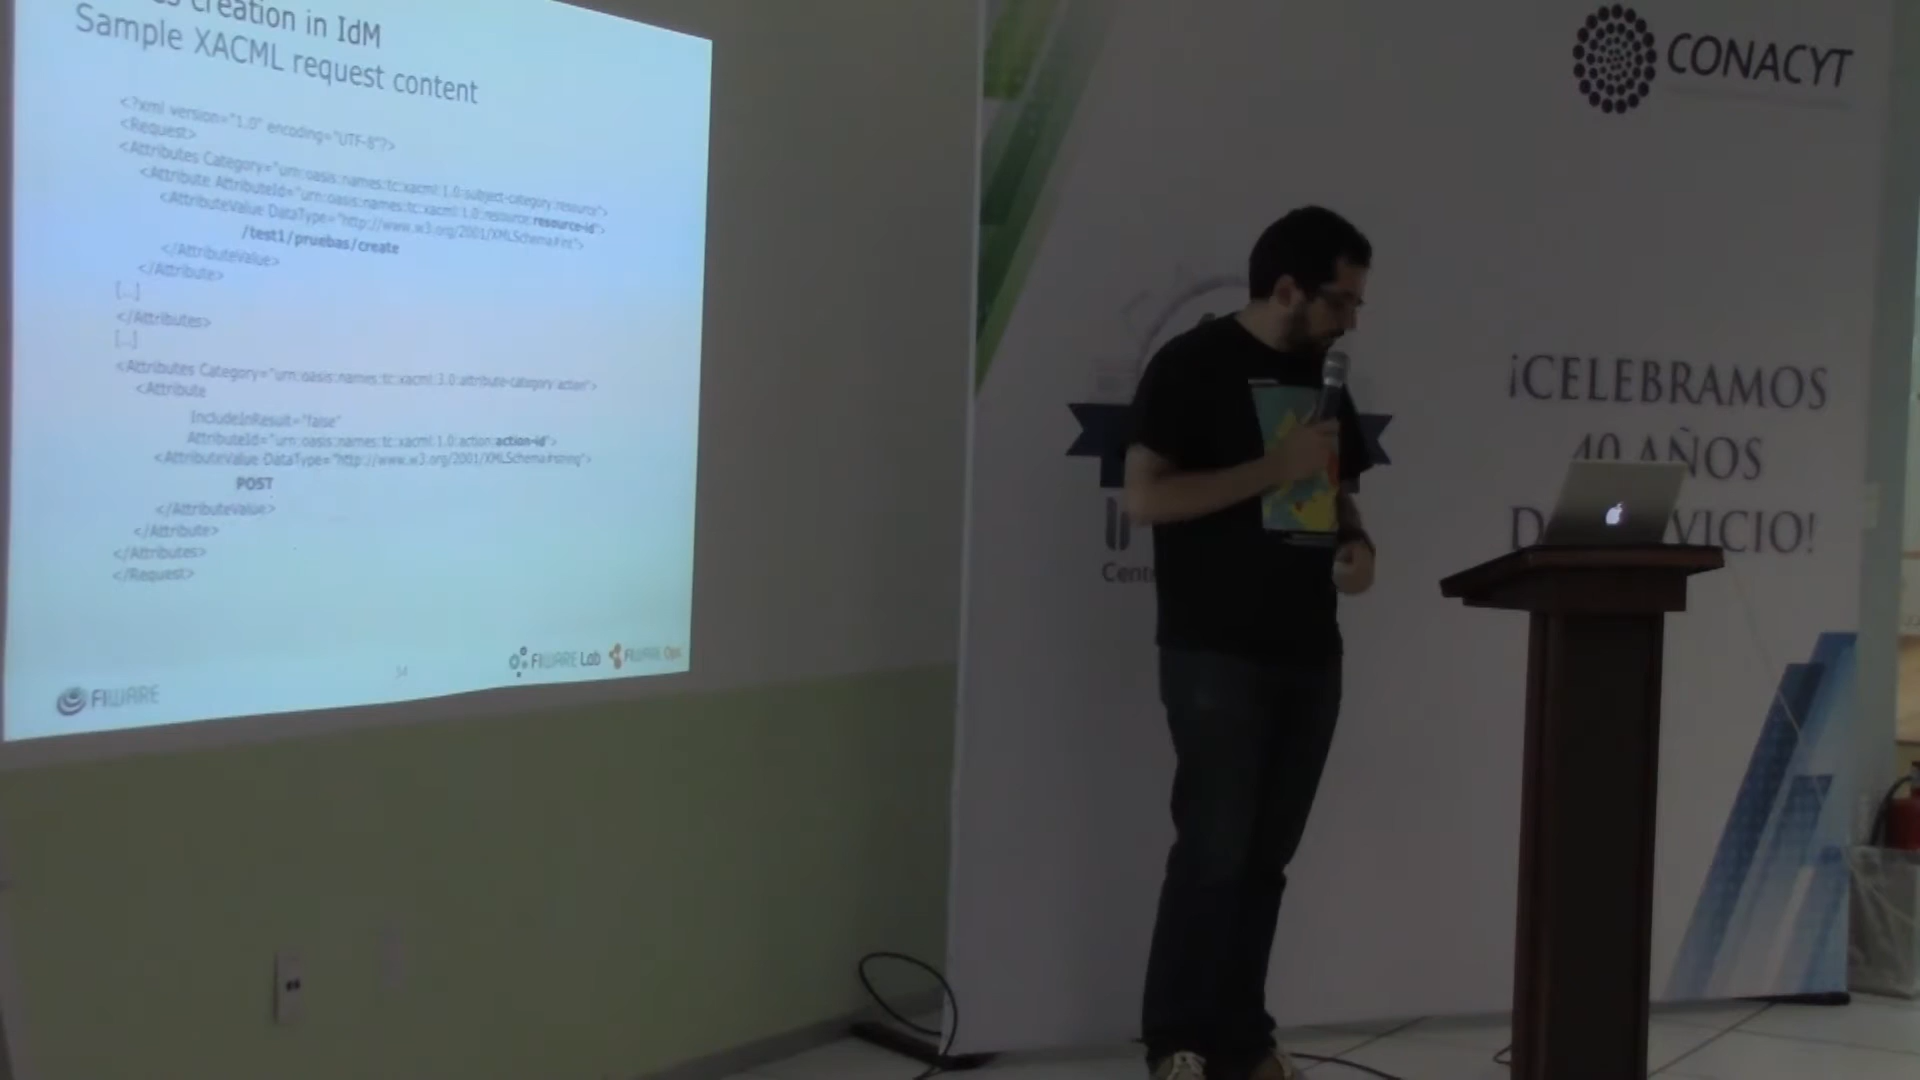 creation in IdM
Sample XACML request content
<?xml version="1.0" encoding="UTF-8"?>
<Request>
<Attributes Category="urn:oasis:names:tc:xacml:1.0:subject-category:resource">
<Attribute AttributeId="urn:oasis:names:tc:xacml:1.0:resource:resource-id">
<AttributeValue DataType="http://www.w3.org/2001/XMLSchema#int">
/test1/pruebas/create
</AttributeValue>
</Attribute>
[...]
</Attributes>
[...]
<Attributes Category="urn:oasis:names:tc:xacml:3.0:attribute-category:action">
<Attribute
IncludeInResult="false"
AttributeId="urn:oasis:names:tc:xacml:1.0:action:action-id">
<AttributeValue DataType="http://www.w3.org/2001/XMLSchema#string">
POST
</AttributeValue>
</Attribute>
</Attributes>
</Request>
FIWARE
54
FIWARE Lab
FIWARE Ops
CONACYT
¡CELEBRAMOS
40 AÑOS
VICIO!